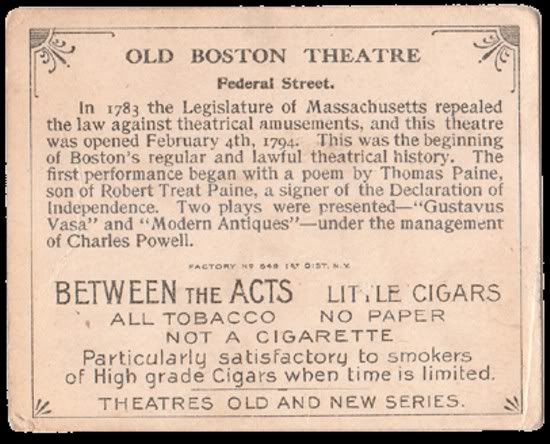 OLD BOSTON THEATRE
Federal Street.
In 1783 the Legislature of Massachusetts repealed
the law against theatrical amusements, and this theatre
was opened February 4th, 1794. This was the beginning
of Boston's regular and lawful theatrical history. The
first performance began with a poem by Thomas Paine,
son of Robert Treat Paine, a signer of the Declaration of
Independence. Two plays were presented—"Gustavus
Vasa" and "Modern Antiques"—under the management
of Charles Powell.
FACTORY Nº 649 1ST DIST. N.Y.
BETWEEN THE ACTS LITTLE CIGARS
ALL TOBACCO NO PAPER
NOT A CIGARETTE
Particularly satisfactory to smokers
of High grade Cigars when time is limited.
THEATRES OLD AND NEW SERIES.